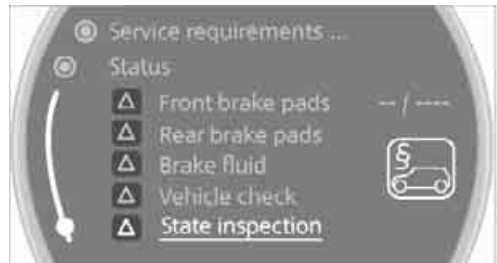 Service requirements ...
Status
Front brake pads -- / ----
Rear brake pads
Brake fluid
§
Vehicle check
State inspection